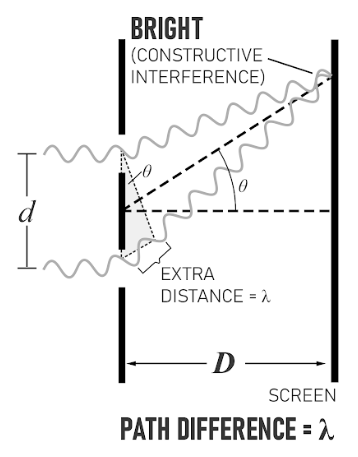 BRIGHT
(CONSTRUCTIVE
INTERFERENCE)
θ
θ
d
EXTRA
DISTANCE = λ
D
SCREEN
PATH DIFFERENCE = λ